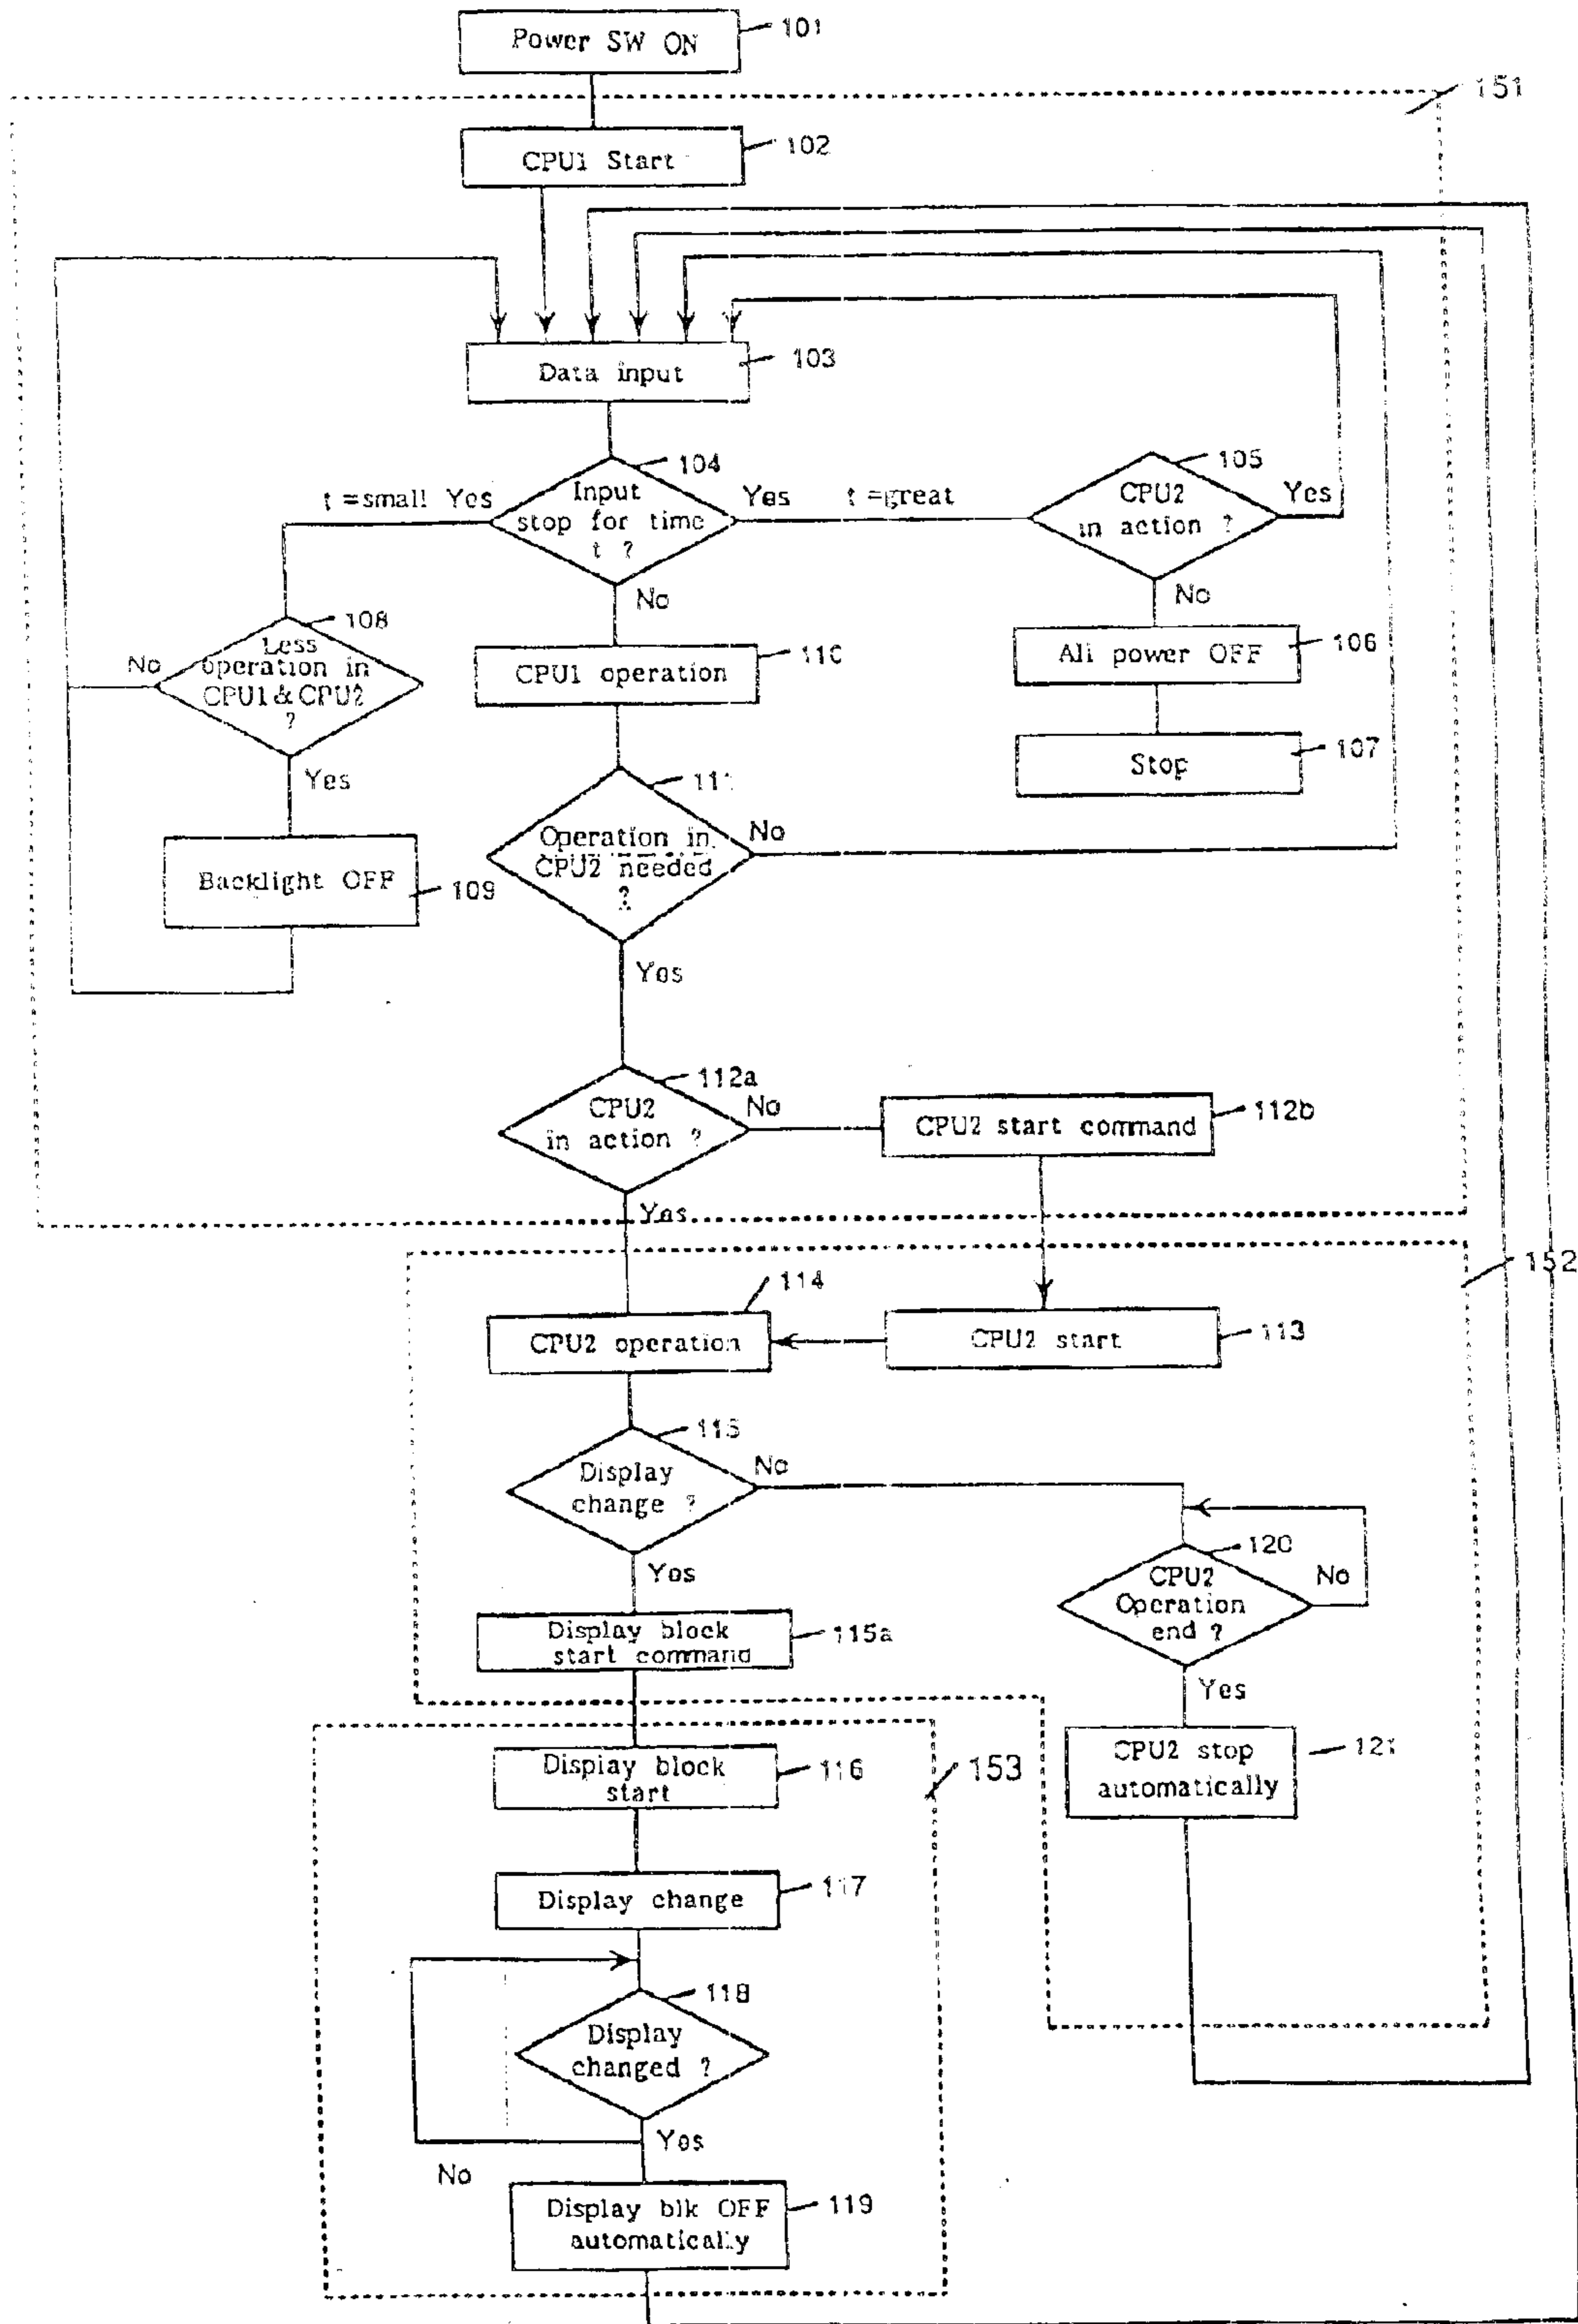 Power SW ON
101
151
CPU1 Start
102
Data input
103
104
Input
stop for time
t ?
t =small Yes
Yes t =great
No
105
CPU2
in action ?
Yes
No
108
Less
operation in
CPU1&CPU2
?
No
Yes
CPU1 operation
110
All power OFF
106
Stop
107
111
Operation in
CPU2 needed
?
No
Yes
Backlight OFF
109
112a
CPU2
in action ?
No
Yes
CPU2 start command
112b
152
114
CPU2 operation
CPU2 start
113
115
Display
change ?
No
Yes
120
CPU2
Operation
end ?
No
Yes
Display block
start command
115a
CPU2 stop
automatically
121
153
Display block
start
116
Display change
117
118
Display
changed ?
Yes
No
Display blk OFF
automatically
119